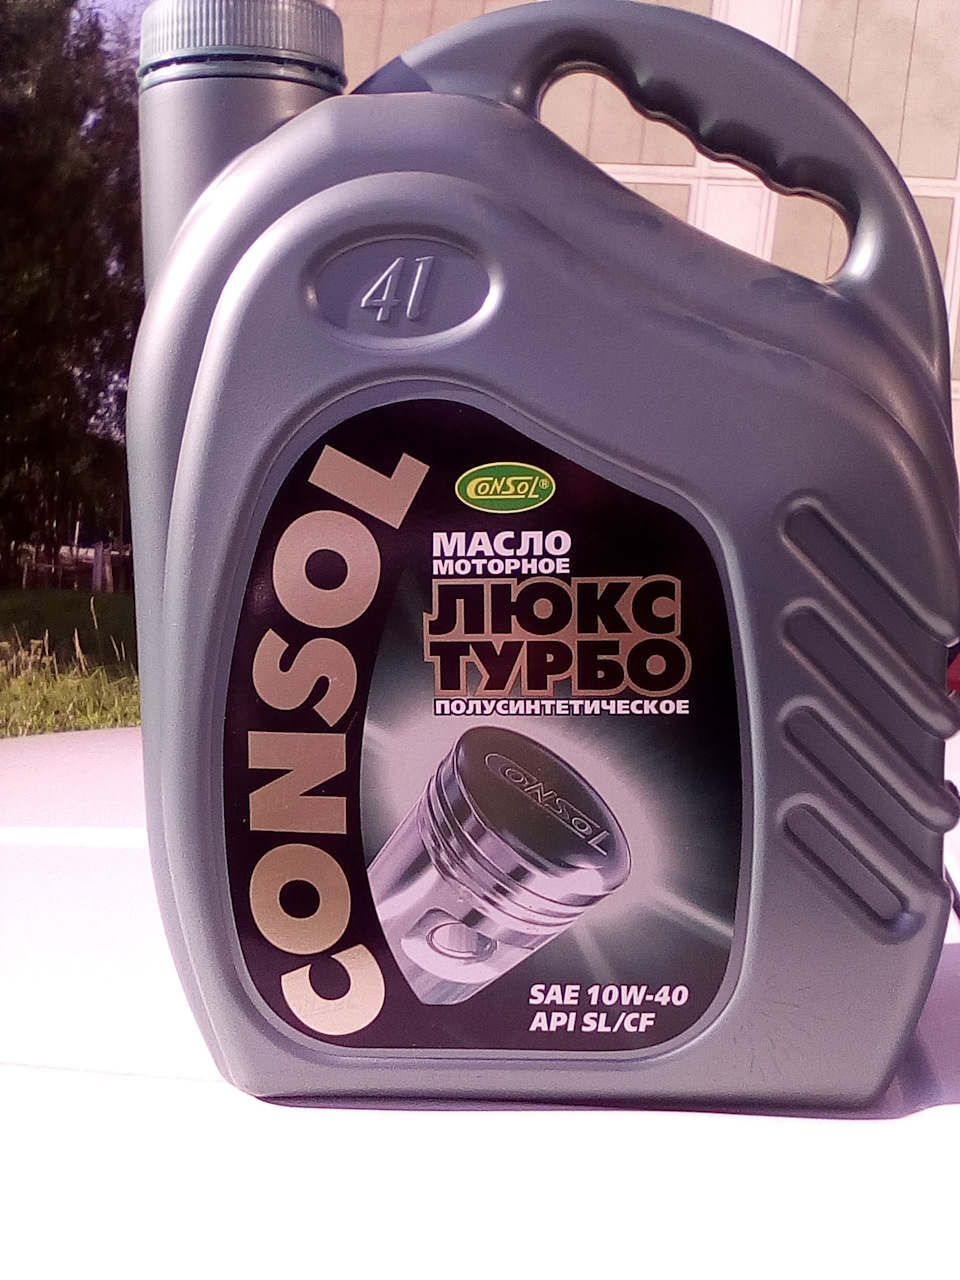 4l
CONSOL
CONSOL®
МАСЛО
МОТОРНОЕ
ЛЮКС
ТУРБО
ПОЛУСИНТЕТИЧЕСКОЕ
CONSOL
SAE 10W-40
API SL/CF